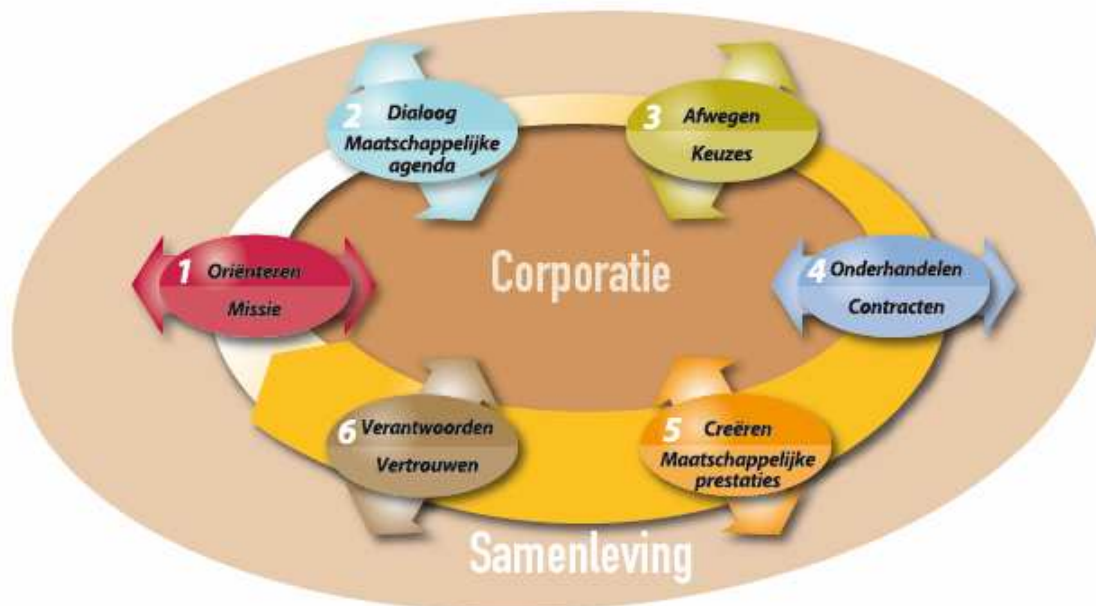 2
Dialoog
Maatschappelijke
agenda
3
Afwegen
Keuzes
1
Oriënteren
Missie
Corporatie
4
Onderhandelen
Contracten
6
Verantwoorden
Vertrouwen
5
Creëren
Maatschappelijke
prestaties
Samenleving